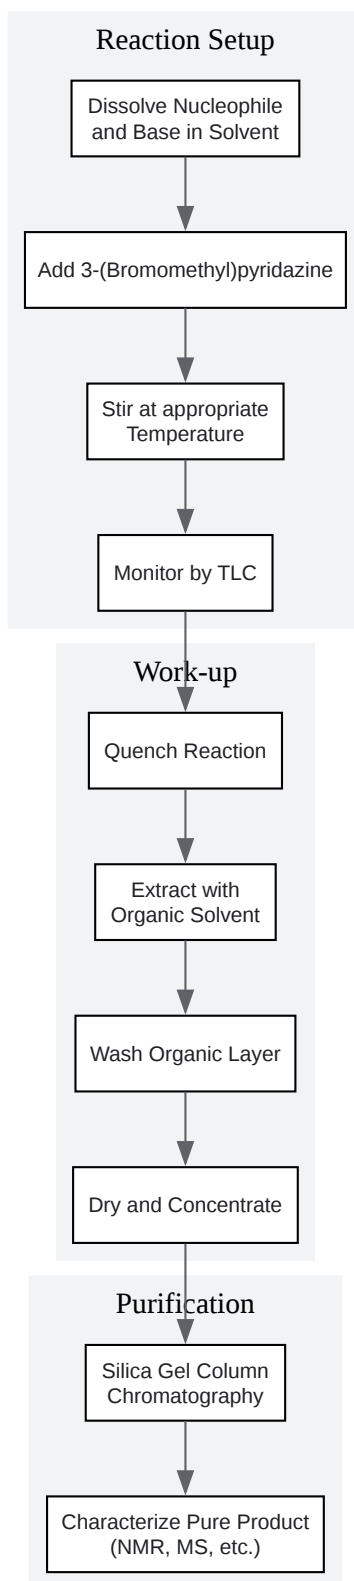 Reaction Setup
Dissolve Nucleophile
and Base in Solvent
Add 3-(Bromomethyl)pyridazine
Stir at appropriate
Temperature
Monitor by TLC
Work-up
Quench Reaction
Extract with
Organic Solvent
Wash Organic Layer
Dry and Concentrate
Purification
Silica Gel Column
Chromatography
Characterize Pure Product
(NMR, MS, etc.)